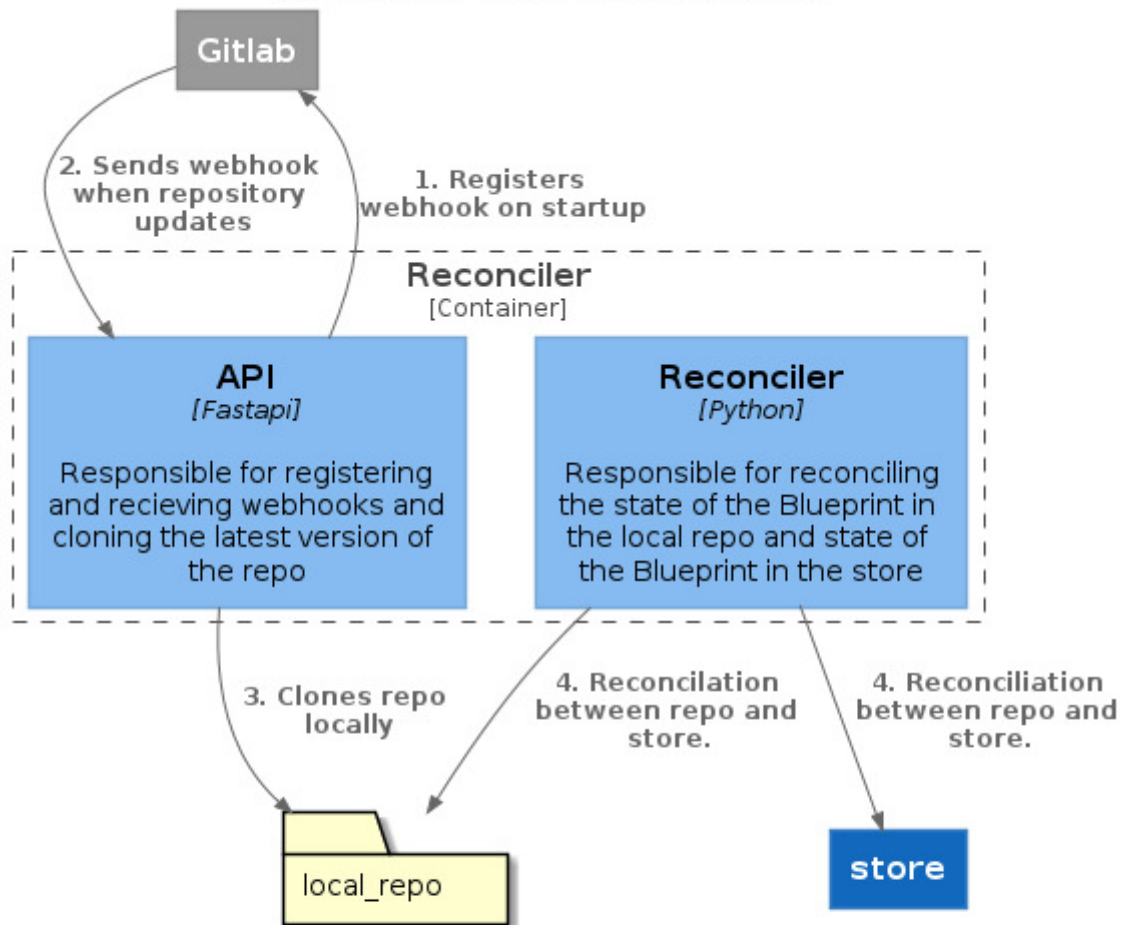 Gitlab
2. Sends webhook
when repository
updates
1. Registers
webhook on startup
Reconciler
[Container]
API
[Fastapi]
Responsible for registering
and recieving webhooks and
cloning the latest version of
the repo
Reconciler
[Python]
Responsible for reconciling
the state of the Blueprint in
the local repo and state of
the Blueprint in the store
3. Clones repo
locally
4. Reconcilation
between repo and
store.
4. Reconciliation
between repo and
store.
local_repo
store